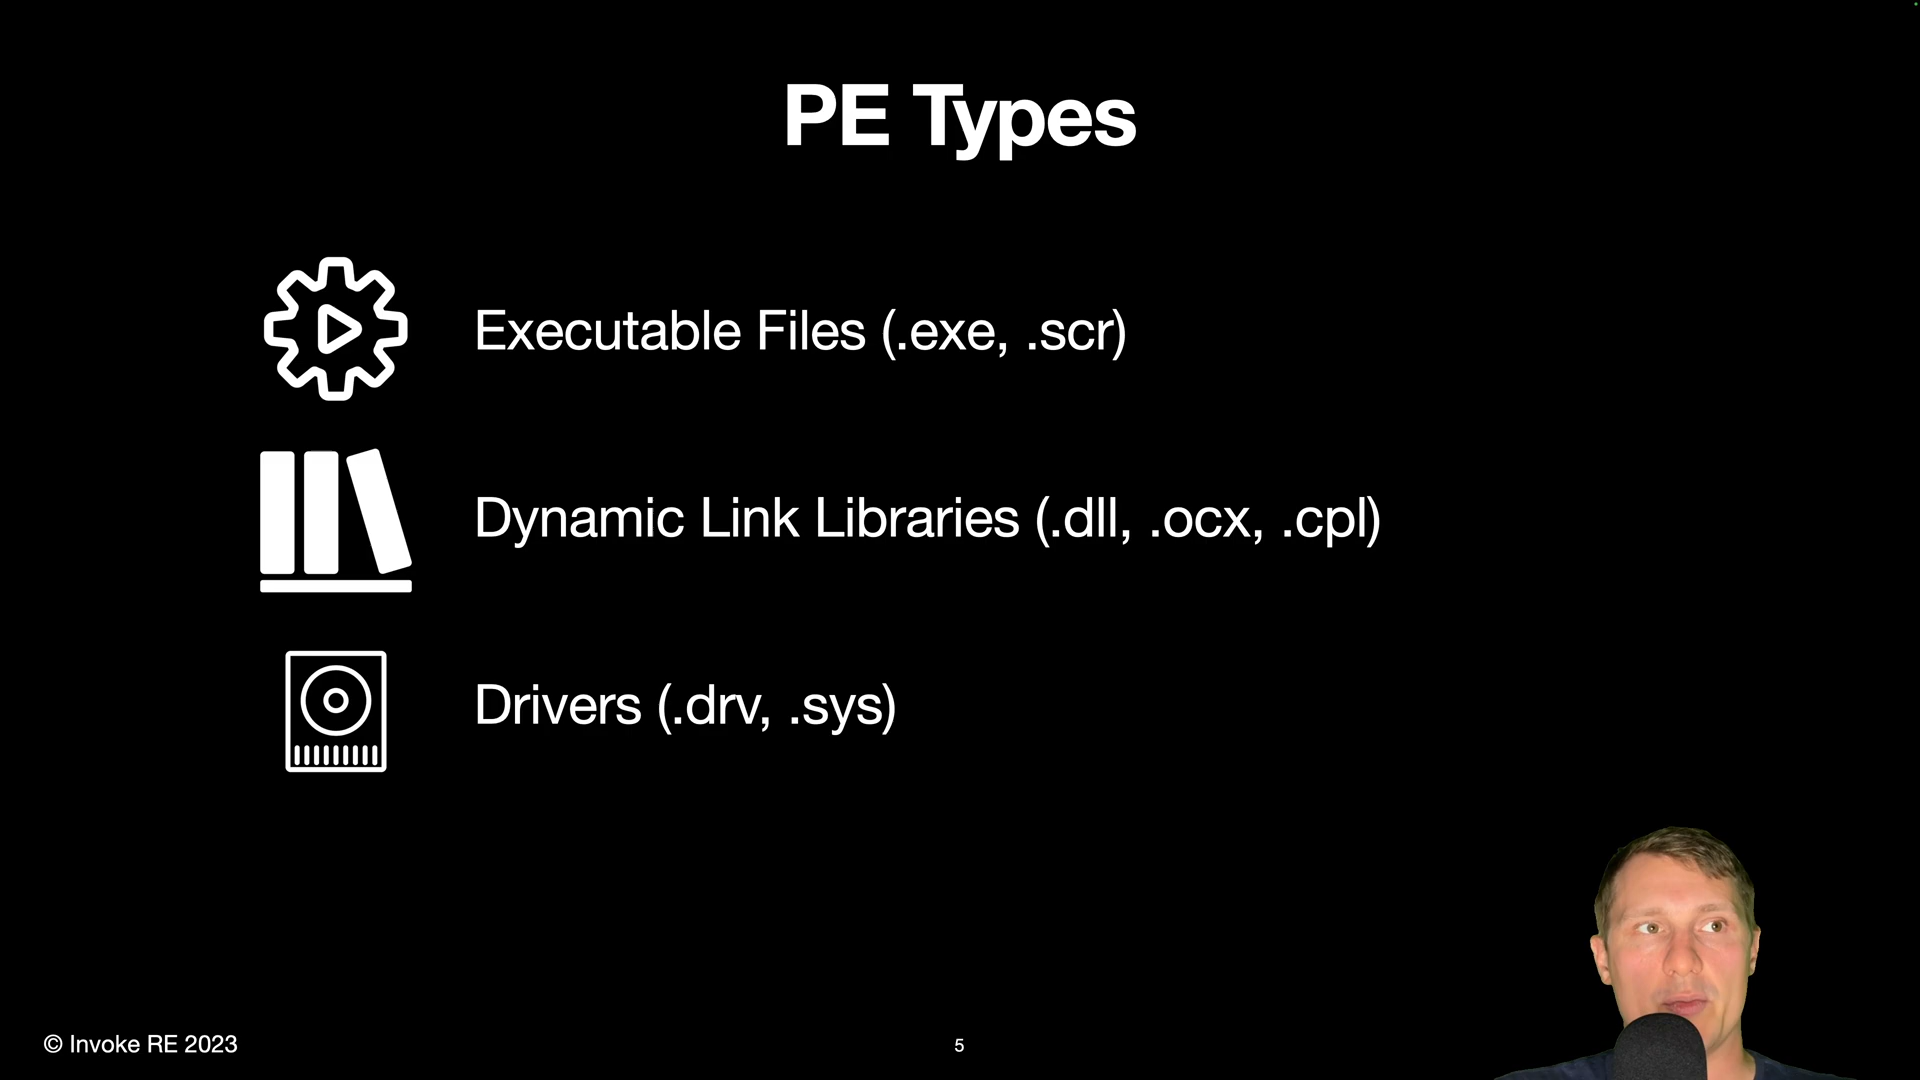 PE Types
Executable Files (.exe, .scr)
Dynamic Link Libraries (.dll, .ocx, .cpl)
Drivers (.drv, .sys)
© Invoke RE 2023
5